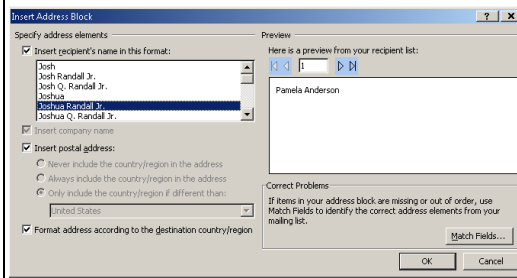 Insert Address Block
Specify address elements
Insert recipient's name in this format:
Josh
Josh Randall Jr.
Josh Q. Randall Jr.
Joshua
Joshua Randall Jr.
Joshua Q. Randall Jr.
Insert company name
Insert postal address:
Never include the country/region in the address
Always include the country/region in the address
Only include the country/region if different than:
United States
Format address according to the destination country/region
Preview
Here is a preview from your recipient list:
1
Pamela Anderson
Correct Problems
If items in your address block are missing or out of order, use
Match Fields to identify the correct address elements from your
mailing list.
Match Fields...
OK
Cancel